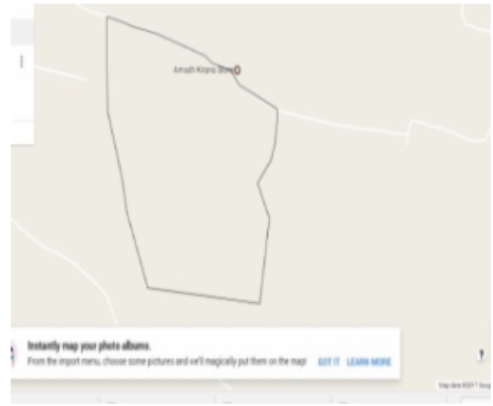 Instantly map your photo albums.
From the import menu, choose some pictures and we'll magically put them on the map!
GOT IT LEARN MORE